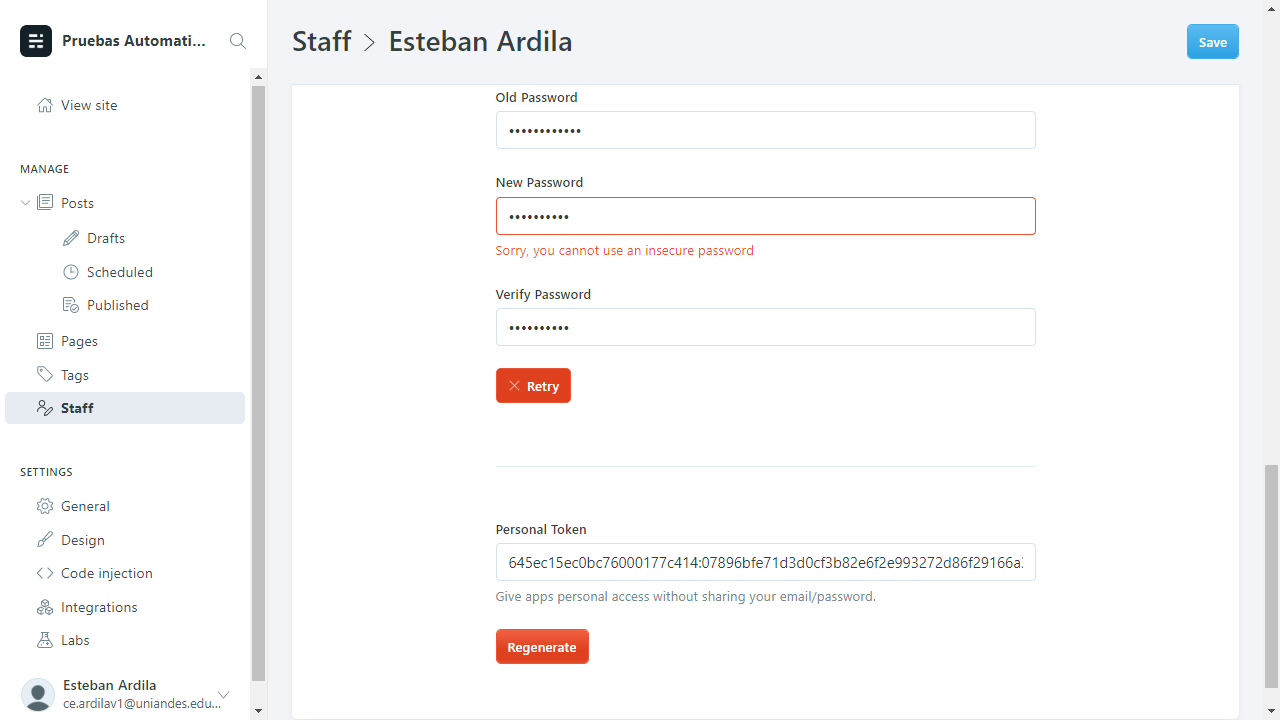 Pruebas Automati...
View site
MANAGE
Posts
Drafts
Scheduled
Published
Pages
Tags
Staff
SETTINGS
General
Design
Code injection
Integrations
Labs
Esteban Ardila
ce.ardilav1@uniandes.edu...
Staff > Esteban Ardila
Save
Old Password
••••••••••••
New Password
••••••••••
Sorry, you cannot use an insecure password
Verify Password
••••••••••
Retry
Personal Token
645ec15ec0bc76000177c414:07896bfe71d3d0cf3b82e6f2e993272d86f29166a
Give apps personal access without sharing your email/password.
Regenerate